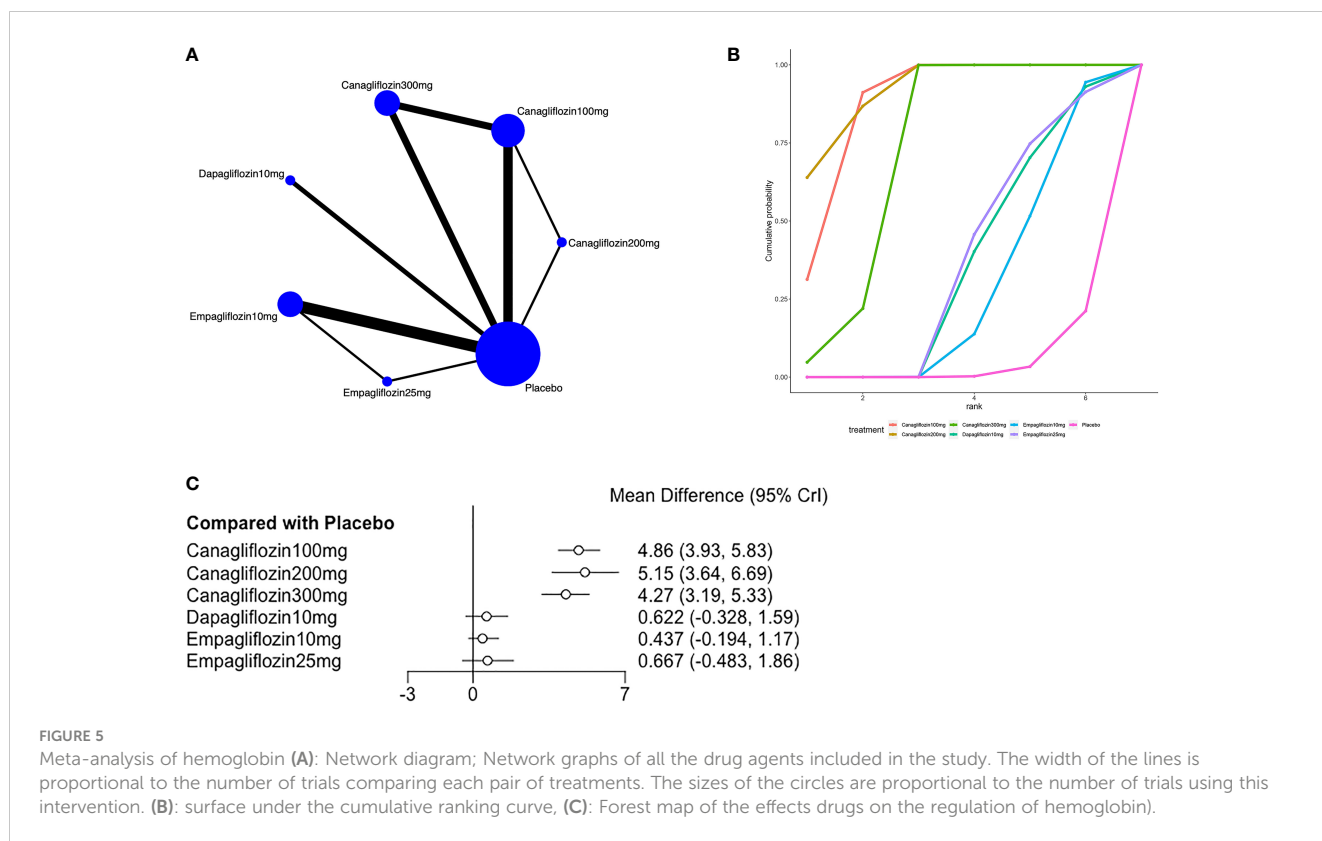 A
Canagliflozin300mg
Canagliflozin100mg
Dapagliflozin10mg
Canagliflozin200mg
Empagliflozin10mg
Empagliflozin25mg
Placebo
B
1.00
0.75
0.50
0.25
0.00
Cumulative probability
2 4 6
rank
treatment
Canagliflozin100mg Canagliflozin300mg Empagliflozin10mg Placebo
Canagliflozin200mg Dapagliflozin10mg Empagliflozin25mg
C
Mean Difference (95% CrI)
Compared with Placebo
Canagliflozin100mg 4.86 (3.93, 5.83)
Canagliflozin200mg 5.15 (3.64, 6.69)
Canagliflozin300mg 4.27 (3.19, 5.33)
Dapagliflozin10mg 0.622 (-0.328, 1.59)
Empagliflozin10mg 0.437 (-0.194, 1.17)
Empagliflozin25mg 0.667 (-0.483, 1.86)
-3 0 7
FIGURE 5
Meta-analysis of hemoglobin (A): Network diagram; Network graphs of all the drug agents included in the study. The width of the lines is
proportional to the number of trials comparing each pair of treatments. The sizes of the circles are proportional to the number of trials using this
intervention. (B): surface under the cumulative ranking curve, (C): Forest map of the effects drugs on the regulation of hemoglobin).